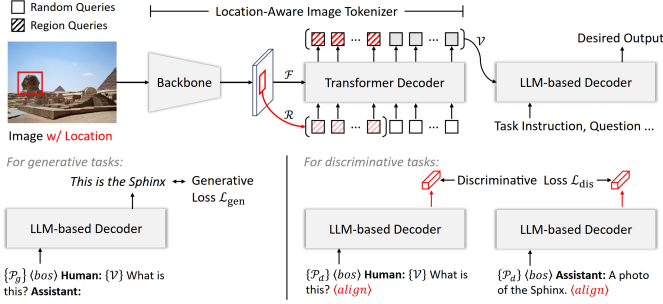 Random Queries
Region Queries
Location-Aware Image Tokenizer
Image w/ Location
Backbone
ℱ
ℛ
Transformer Decoder
𝒱
Desired Output
LLM-based Decoder
Task Instruction, Question ...
For generative tasks:
This is the Sphinx
Generative
Loss ℒgen
LLM-based Decoder
{𝒫g} ⟨bos⟩ Human: {𝒱} What is
this? Assistant:
For discriminative tasks:
Discriminative Loss ℒdis
LLM-based Decoder
{𝒫d} ⟨bos⟩ Human: {𝒱} What is
this? ⟨align⟩
LLM-based Decoder
{𝒫d} ⟨bos⟩ Assistant: A photo
of the Sphinx. ⟨align⟩